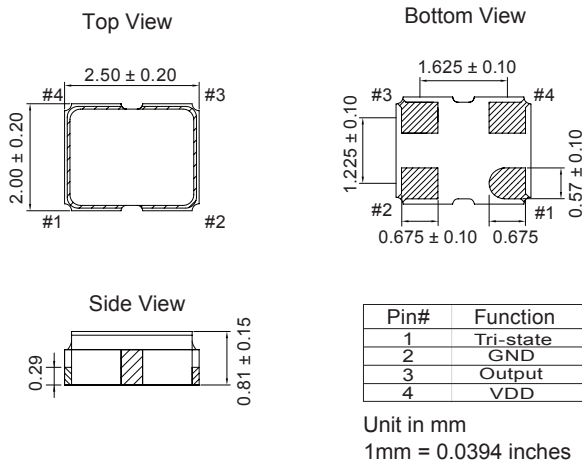 Top View
2.50 ± 0.20
#4
#3
2.00 ± 0.20
#1
#2
Bottom View
1.625 ± 0.10
#3
#4
1.225 ± 0.10
0.57 ± 0.10
#2
#1
0.675 ± 0.10
0.675
Side View
0.29
0.81 ± 0.15
Pin# Function
1 Tri-state
2 GND
3 Output
4 VDD
Unit in mm
1mm = 0.0394 inches